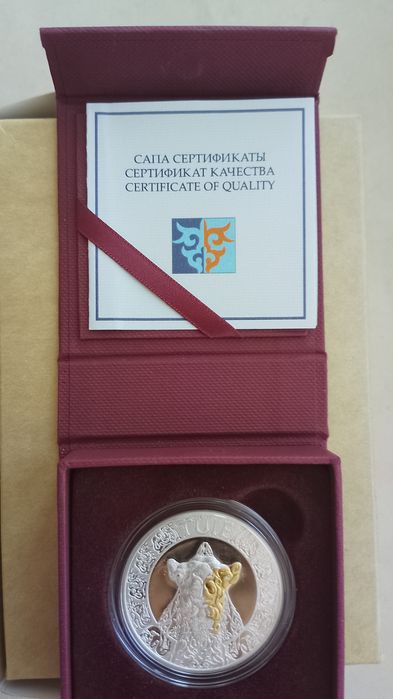 САПА СЕРТИФИКАТЫ
СЕРТИФИКАТ КАЧЕСТВА
CERTIFICATE OF QUALITY